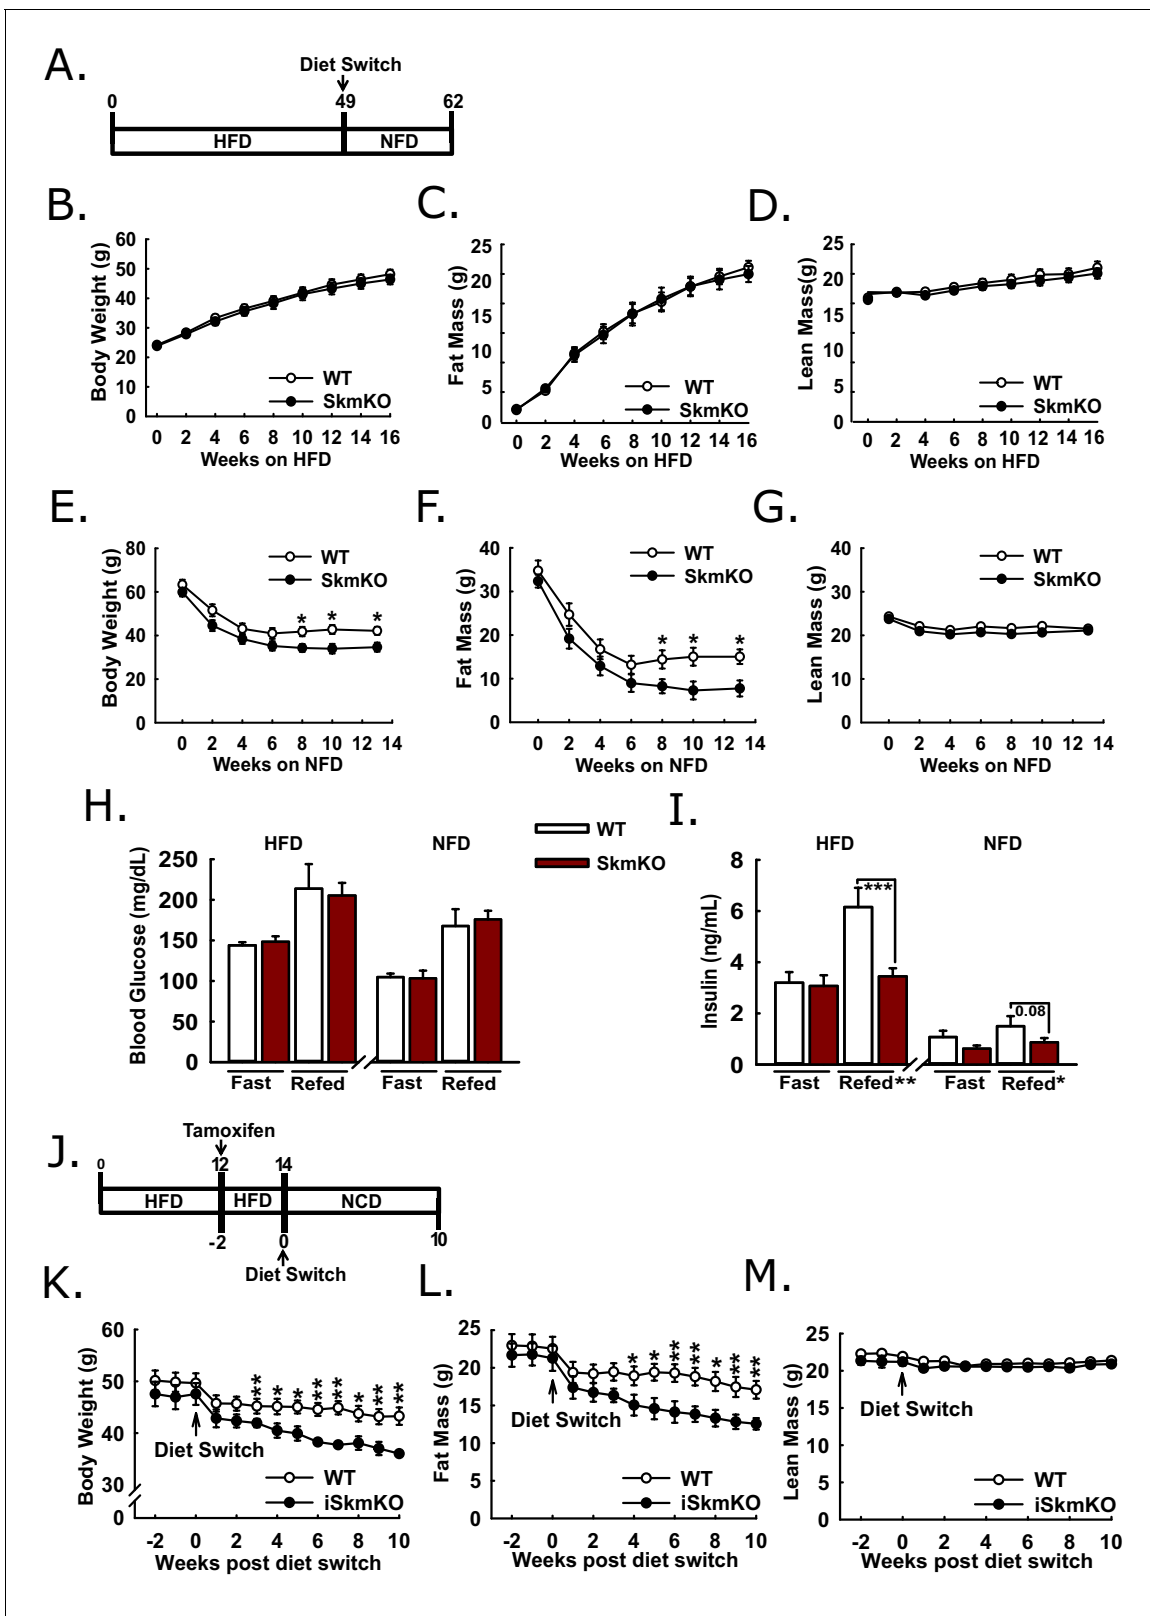 A.
Diet Switch
0 49 62
HFD NFD
B. C. D.
Body Weight (g)
60
50
40
30
20
10
0
WT
SkmKO
0 2 4 6 8 10 12 14 16
Weeks on HFD
Fat Mass (g)
25
20
15
10
5
0
WT
SkmKO
0 2 4 6 8 10 12 14 16
Weeks on HFD
Lean Mass(g)
25
20
15
10
5
0
WT
SkmKO
0 2 4 6 8 10 12 14 16
Weeks on HFD
E. F. G.
Body Weight (g)
80
60
40
20
0
WT
SkmKO
* * *
0 2 4 6 8 10 12 14
Weeks on NFD
Fat Mass (g)
40
30
20
10
0
WT
SkmKO
* * *
0 2 4 6 8 10 12 14
Weeks on NFD
Lean Mass (g)
40
30
20
10
0
WT
SkmKO
0 2 4 6 8 10 12 14
Weeks on NFD
H.
HFD NFD
Blood Glucose (mg/dL)
250
200
150
100
50
0
Fast Refed Fast Refed
WT
SkmKO
I.
HFD NFD
Insulin (ng/mL)
8
6
4
2
0
***
0.08
Fast Refed** Fast Refed*
J.
Tamoxifen
0 12 14
HFD HFD NCD
-2 0 10
Diet Switch
K. L. M.
Body Weight (g)
60
50
40
30
0
** * * ** ** * ** **
Diet Switch
WT
iSkmKO
-2 0 2 4 6 8 10
Weeks post diet switch
Fat Mass (g)
25
20
15
10
5
0
* * ** ** * ** **
Diet Switch
WT
iSkmKO
-2 0 2 4 6 8 10
Weeks post diet switch
Lean Mass (g)
25
20
15
10
5
0
Diet Switch
WT
iSkmKO
-2 0 2 4 6 8 10
Weeks post diet switch